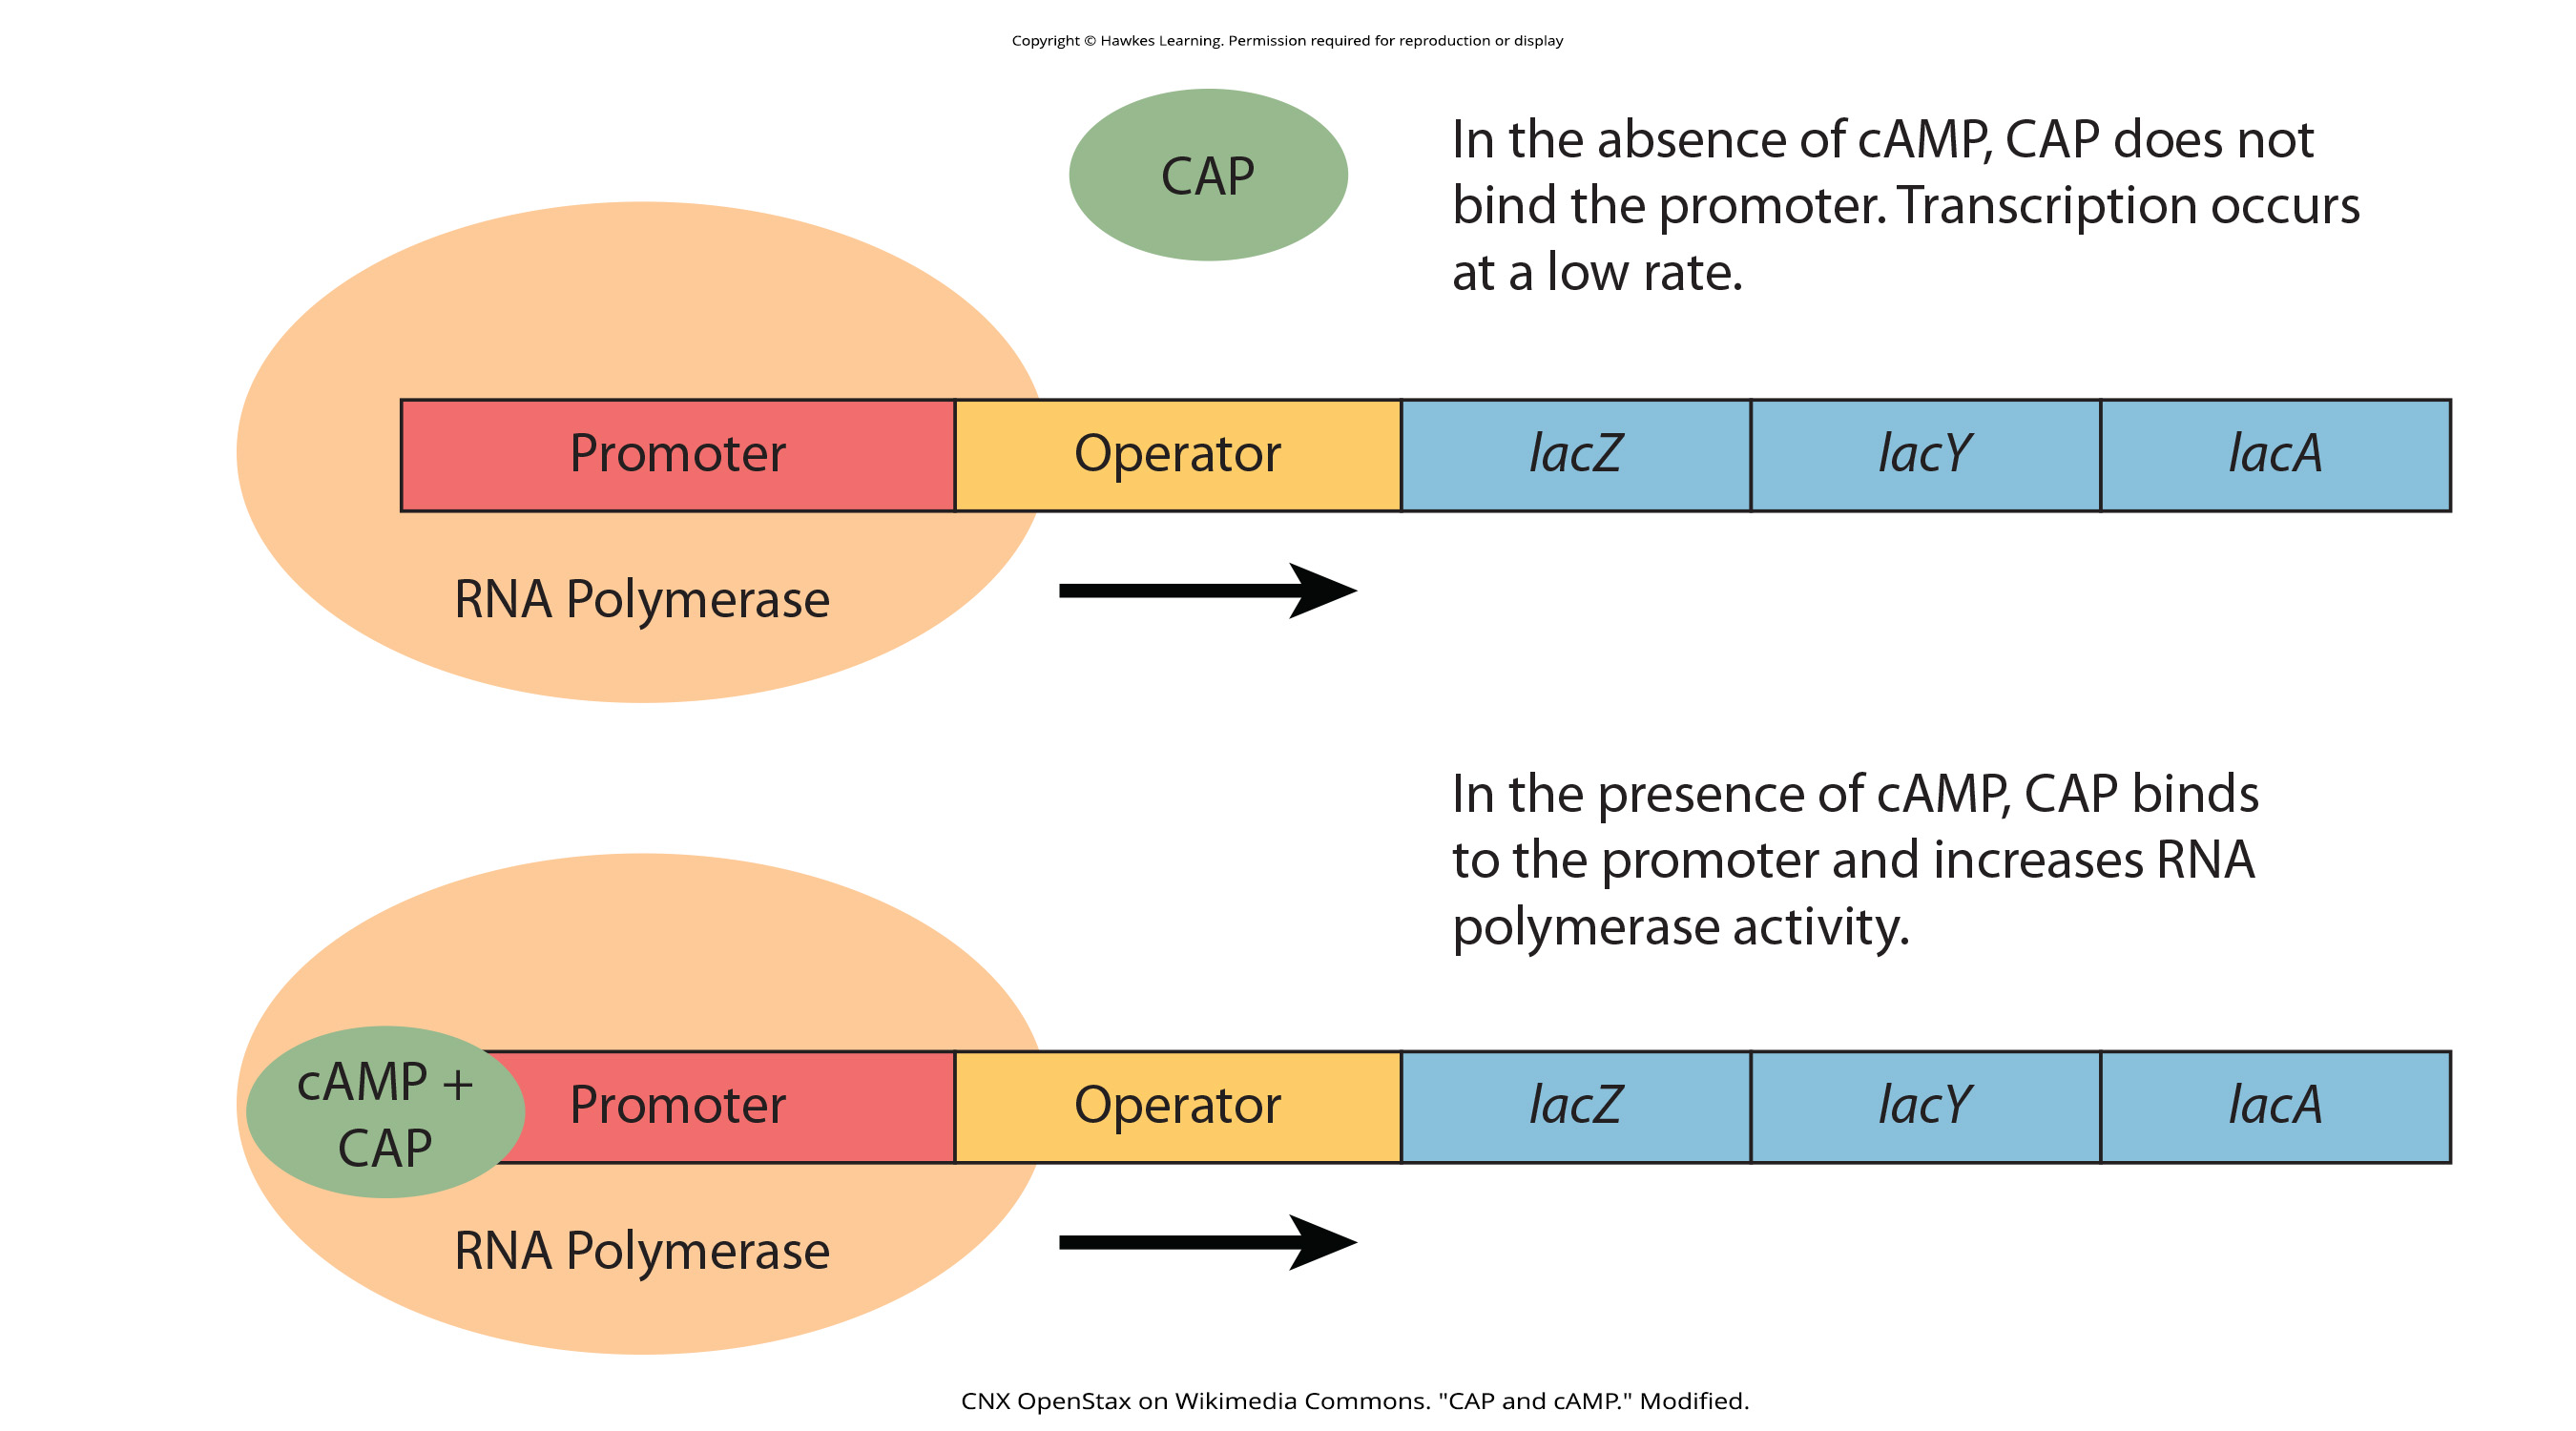 Copyright © Hawkes Learning. Permission required for reproduction or display
CAP
In the absence of cAMP, CAP does not
bind the promoter. Transcription occurs
at a low rate.
Promoter
Operator
lacZ
lacY
lacA
RNA Polymerase
In the presence of cAMP, CAP binds
to the promoter and increases RNA
polymerase activity.
cAMP +
CAP
Promoter
Operator
lacZ
lacY
lacA
RNA Polymerase
CNX OpenStax on Wikimedia Commons. "CAP and cAMP." Modified.